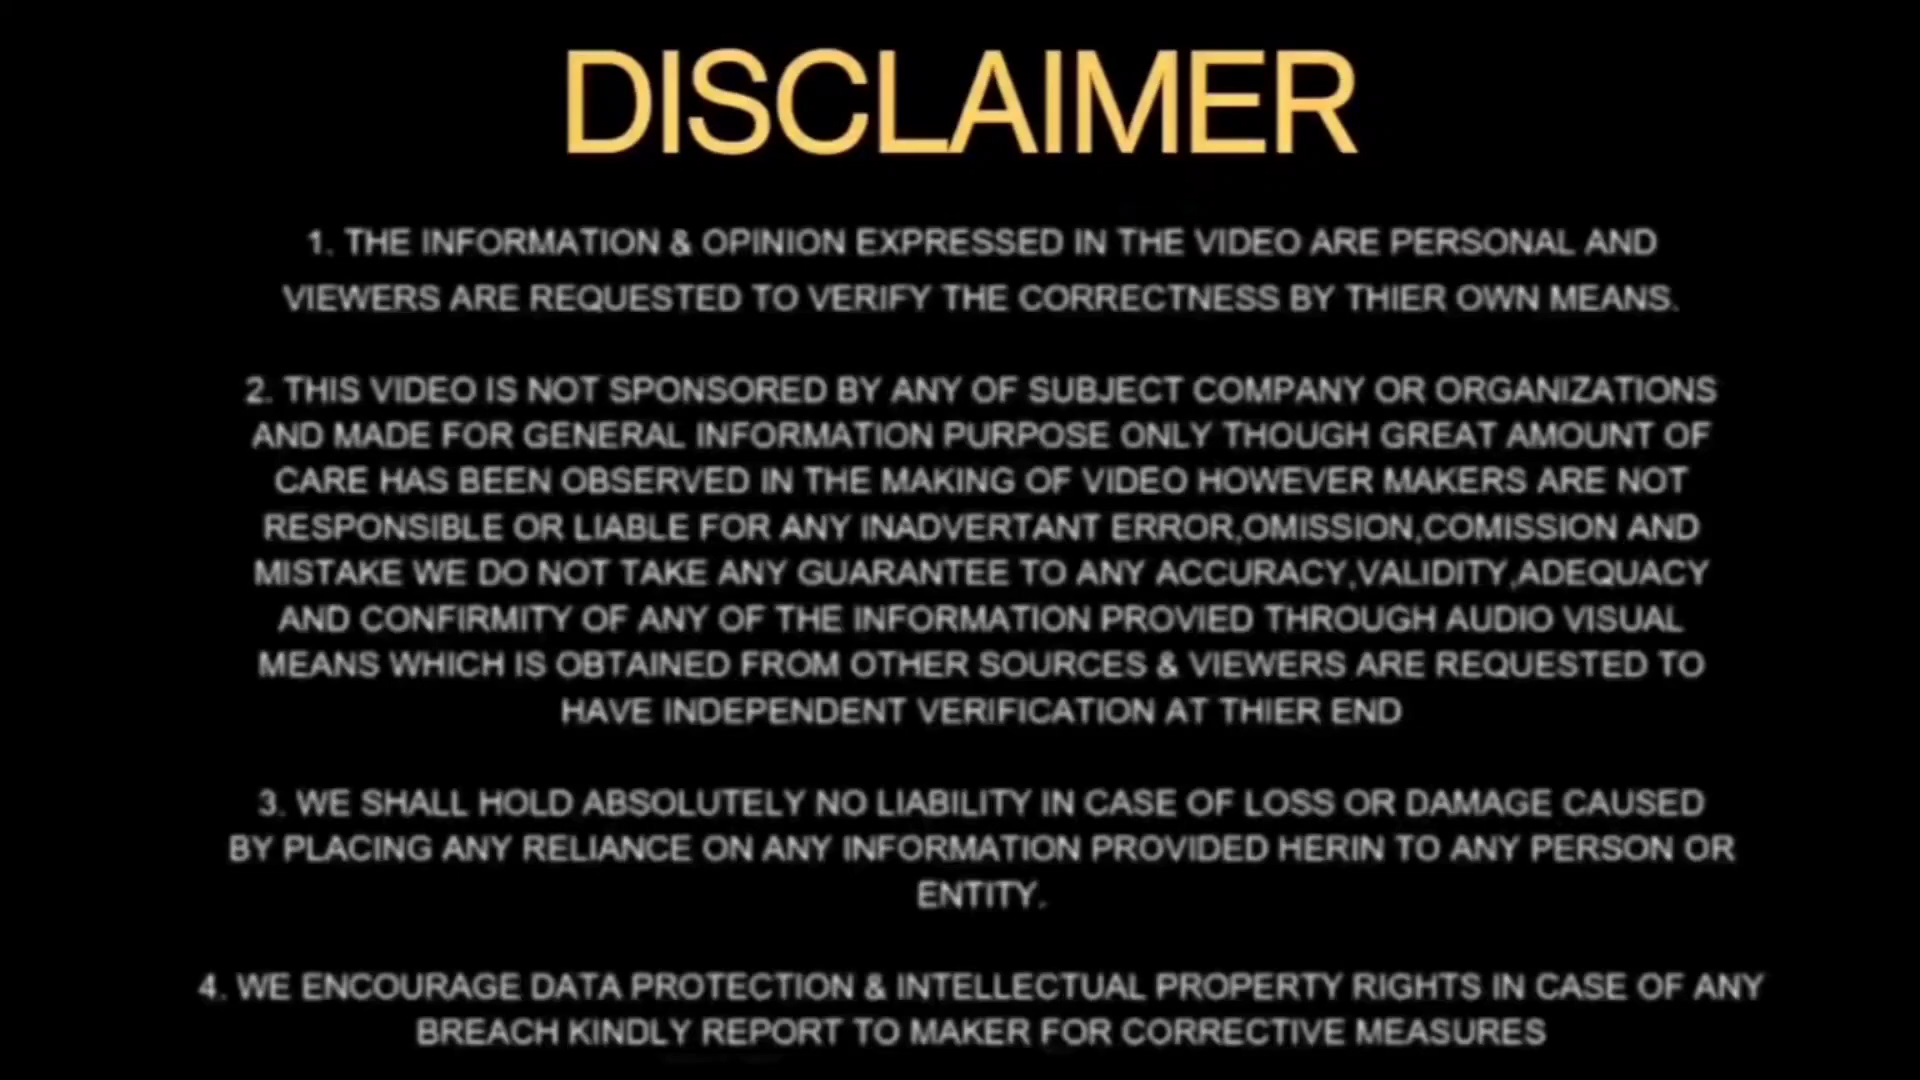 DISCLAIMER
1. THE INFORMATION & OPINION EXPRESSED IN THE VIDEO ARE PERSONAL AND
VIEWERS ARE REQUESTED TO VERIFY THE CORRECTNESS BY THIER OWN MEANS.
2. THIS VIDEO IS NOT SPONSORED BY ANY OF SUBJECT COMPANY OR ORGANIZATIONS
AND MADE FOR GENERAL INFORMATION PURPOSE ONLY THOUGH GREAT AMOUNT OF
CARE HAS BEEN OBSERVED IN THE MAKING OF VIDEO HOWEVER MAKERS ARE NOT
RESPONSIBLE OR LIABLE FOR ANY INADVERTANT ERROR,OMISSION,COMISSION AND
MISTAKE WE DO NOT TAKE ANY GUARANTEE TO ANY ACCURACY,VALIDITY,ADEQUACY
AND CONFIRMITY OF ANY OF THE INFORMATION PROVIED THROUGH AUDIO VISUAL
MEANS WHICH IS OBTAINED FROM OTHER SOURCES & VIEWERS ARE REQUESTED TO
HAVE INDEPENDENT VERIFICATION AT THIER END
3. WE SHALL HOLD ABSOLUTELY NO LIABILITY IN CASE OF LOSS OR DAMAGE CAUSED
BY PLACING ANY RELIANCE ON ANY INFORMATION PROVIDED HERIN TO ANY PERSON OR
ENTITY.
4. WE ENCOURAGE DATA PROTECTION & INTELLECTUAL PROPERTY RIGHTS IN CASE OF ANY
BREACH KINDLY REPORT TO MAKER FOR CORRECTIVE MEASURES